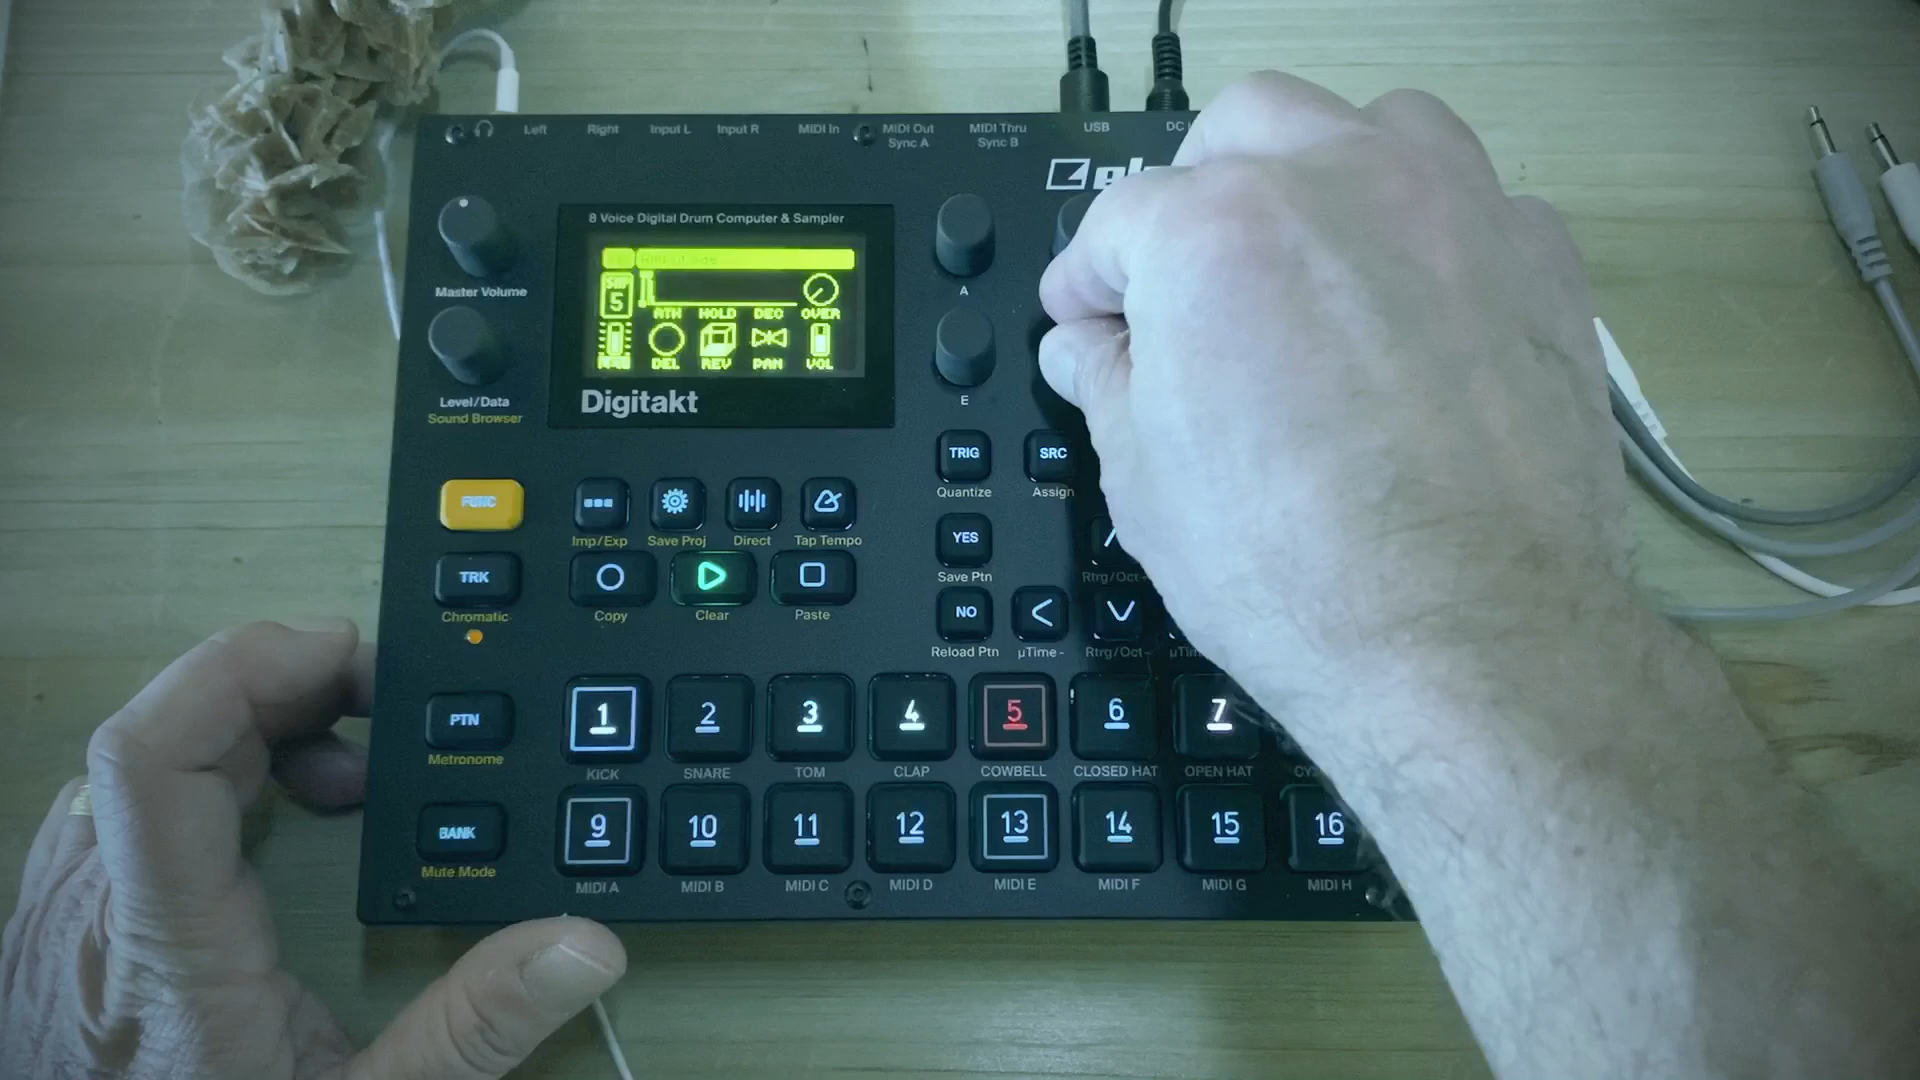 Left Right Input L Input R MIDI In MIDI Out MIDI Thru USB DC
Sync A Sync B
8 Voice Digital Drum Computer & Sampler
Master Volume
5
ATK HOLD DEC OVER
DEL REV PAN VOL
Digitakt
A
E
Level/Data
Sound Browser
TRIG SRC
Quantize Assign
FUNC
Imp/Exp Save Proj Direct Tap Tempo
YES
Save Ptn Rtrg/Oct+
TRK
Chromatic
Copy Clear Paste
NO
Reload Ptn µTime- Rtrg/Oct-
PTN
Metronome
1 2 3 4 5 6 7
KICK SNARE TOM CLAP COWBELL CLOSED HAT OPEN HAT
BANK
Mute Mode
9 10 11 12 13 14 15 16
MIDI A MIDI B MIDI C MIDI D MIDI E MIDI F MIDI G MIDI H